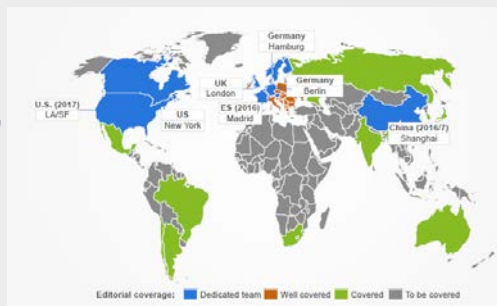 Germany
Hamburg
UK
London
Germany
Berlin
U.S. (2017)
LA/SF
US
New York
ES (2016)
Madrid
China (2016/7)
Shanghai
Editorial coverage: Dedicated team Well covered Covered To be covered